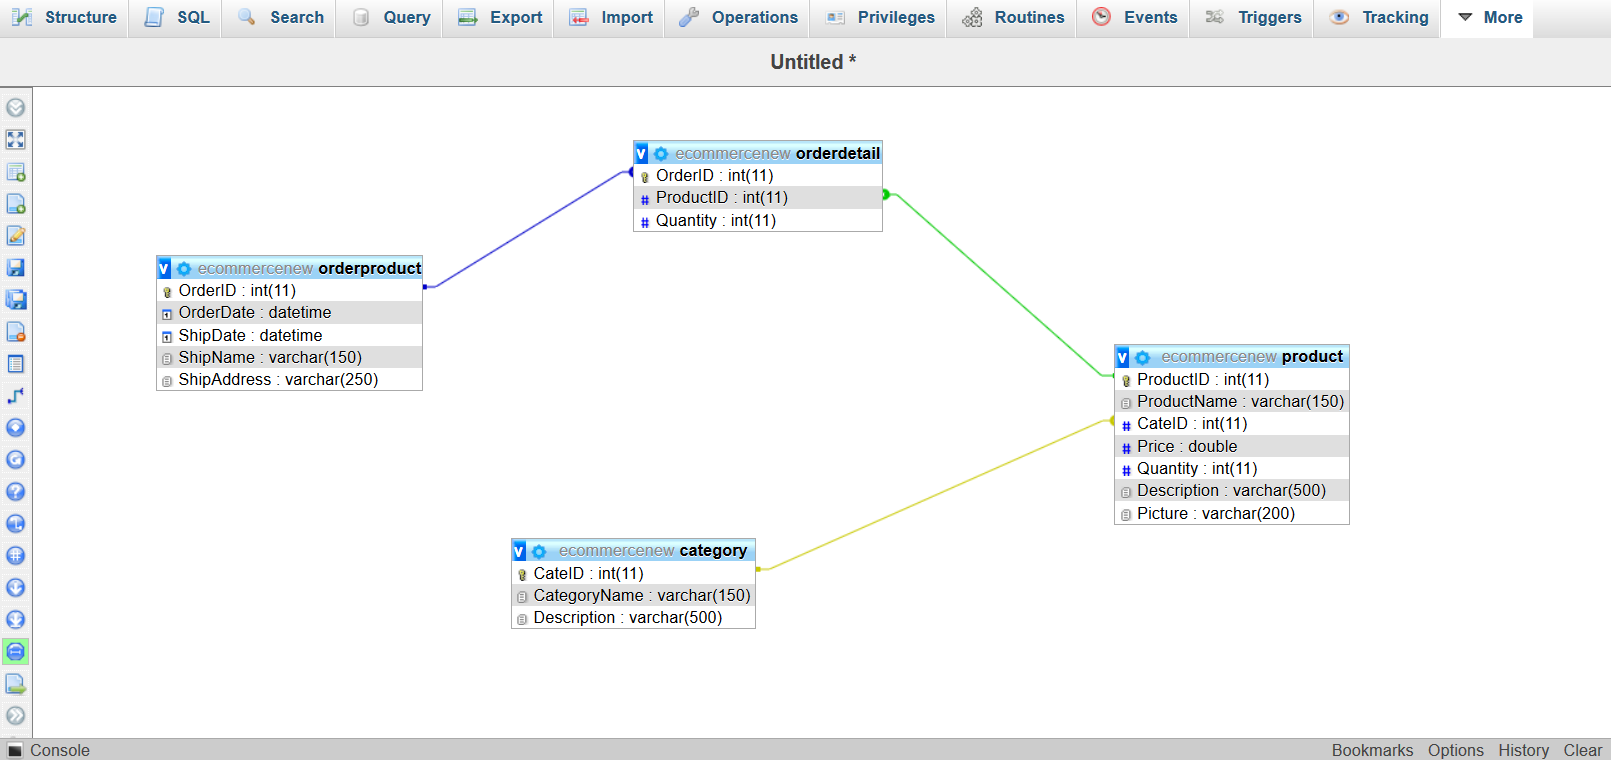 Structure SQL Search Query Export Import Operations Privileges Routines Events Triggers Tracking More
Untitled *
v ecommercenew orderdetail
OrderID : int(11)
# ProductID : int(11)
# Quantity : int(11)
v ecommercenew orderproduct
OrderID : int(11)
OrderDate : datetime
ShipDate : datetime
ShipName : varchar(150)
ShipAddress : varchar(250)
v ecommercenew product
ProductID : int(11)
ProductName : varchar(150)
# CateID : int(11)
# Price : double
# Quantity : int(11)
Description : varchar(500)
Picture : varchar(200)
v ecommercenew category
CateID : int(11)
CategoryName : varchar(150)
Description : varchar(500)
Console Bookmarks Options History Clear